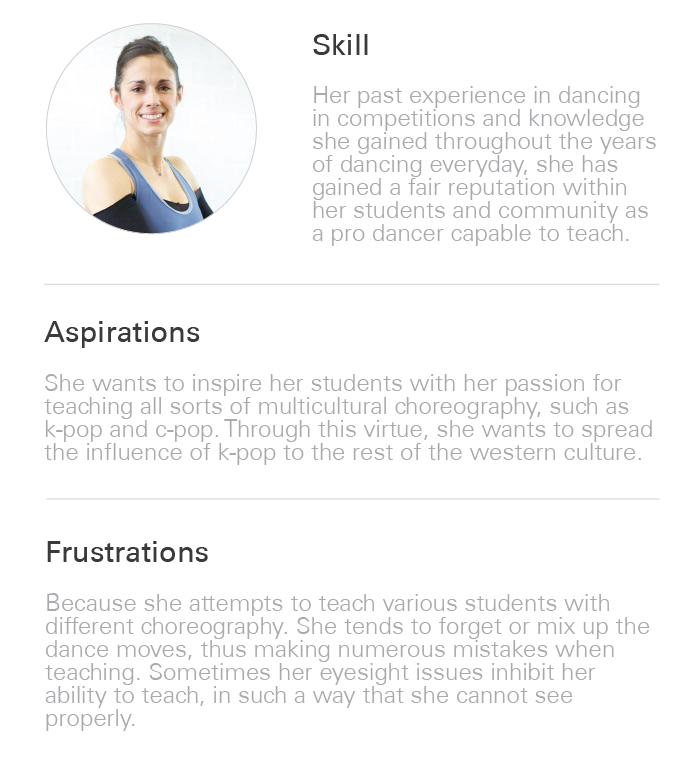 Skill
Her past experience in dancing
in competitions and knowledge
she gained throughout the years
of dancing everyday, she has
gained a fair reputation within
her students and community as
a pro dancer capable to teach.
Aspirations
She wants to inspire her students with her passion for
teaching all sorts of multicultural choreography, such as
k-pop and c-pop. Through this virtue, she wants to spread
the influence of k-pop to the rest of the western culture.
Frustrations
Because she attempts to teach various students with
different choreography. She tends to forget or mix up the
dance moves, thus making numerous mistakes when
teaching. Sometimes her eyesight issues inhibit her
ability to teach, in such a way that she cannot see
properly.